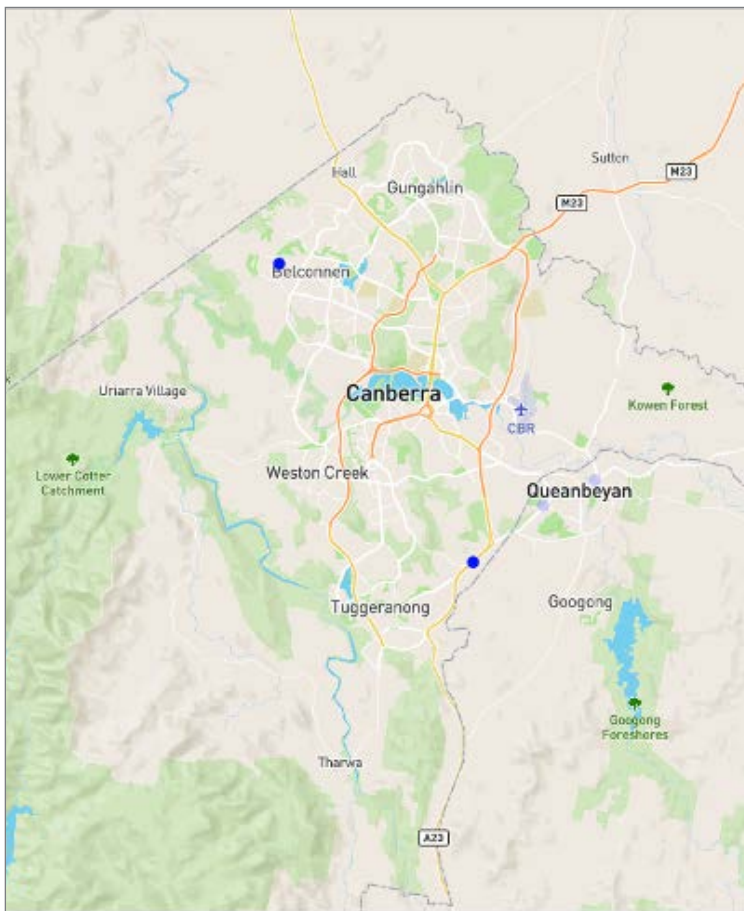 Sutton
Hall
M23
Gungahlin
M23
Belconnen
Uriarra Village
Canberra
Kowen Forest
CBR
Weston Creek
Lower Cotter
Catchment
Queanbeyan
Tuggeranong
Googong
Googong
Foreshores
Tharwa
A23